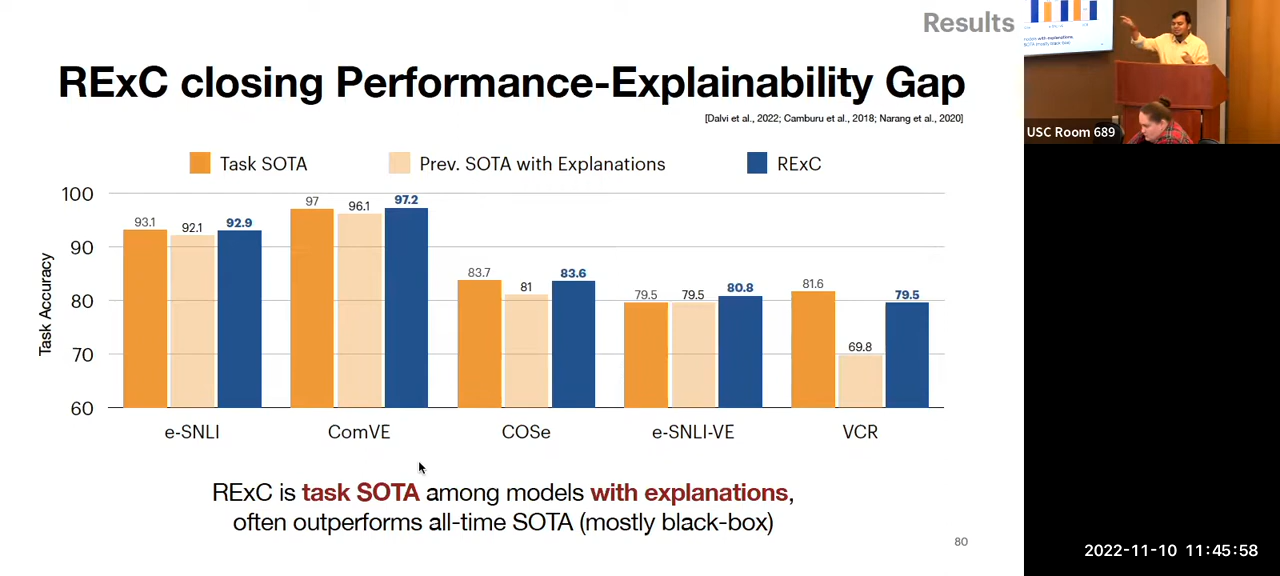 Results
RExC closing Performance-Explainability Gap
[Dalvi et al., 2022; Camburu et al., 2018; Narang et al., 2020]
Task SOTA
Prev. SOTA with Explanations
RExC
Task Accuracy
100
90
80
70
60
93.1
92.1
92.9
97
96.1
97.2
83.7
81
83.6
79.5
79.5
80.8
81.6
69.8
79.5
e-SNLI
ComVE
COSe
e-SNLI-VE
VCR
RExC is task SOTA among models with explanations,
often outperforms all-time SOTA (mostly black-box)
80
USC Room 689
2022-11-10 11:45:58